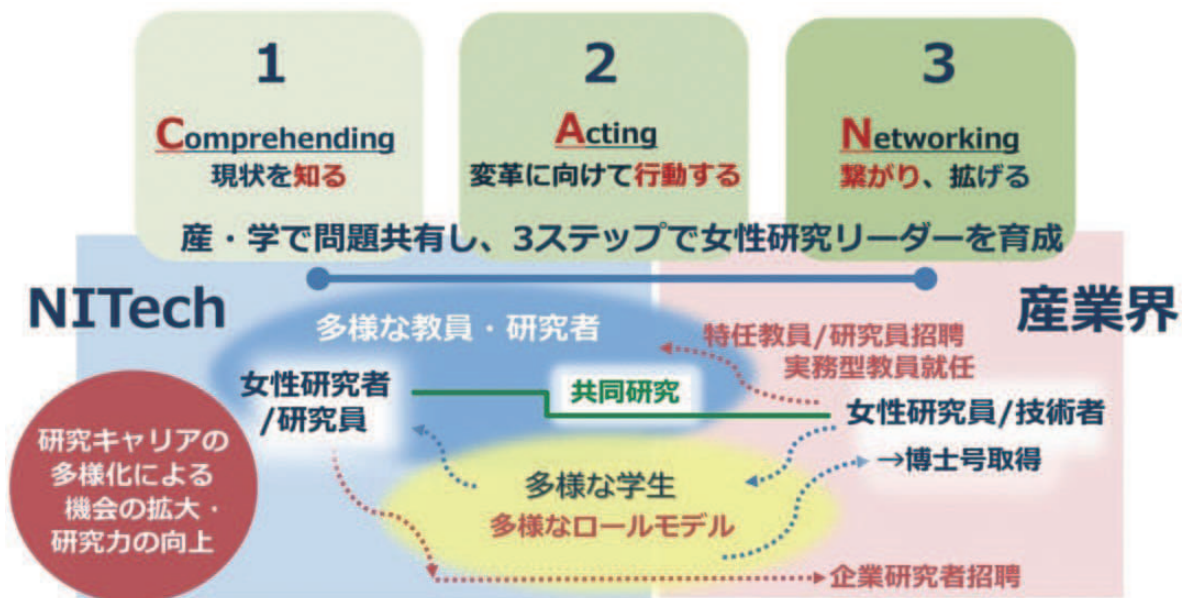 1
Comprehending
現状を知る
2
Acting
変革に向けて行動する
3
Networking
繋がり、拡げる
産・学で問題共有し、3ステップで女性研究リーダーを育成
NITech
産業界
多様な教員・研究者
特任教員/研究員招聘
実務型教員就任
女性研究者
/研究員
共同研究
女性研究員/技術者
→博士号取得
研究キャリアの
多様化による
機会の拡大・
研究力の向上
多様な学生
多様なロールモデル
企業研究者招聘